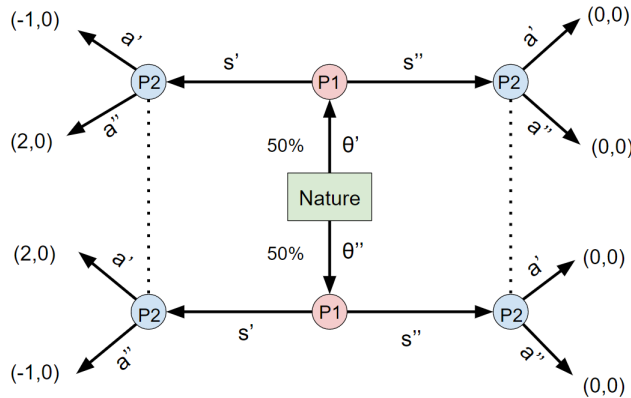 (-1,0)
a'
s'
s''
a'
(0,0)
P2
P1
P2
a''
a''
(2,0)
50%
θ'
(0,0)
Nature
(2,0)
50%
θ''
(0,0)
a'
a'
P2
P1
P2
s'
s''
a''
a''
(-1,0)
(0,0)